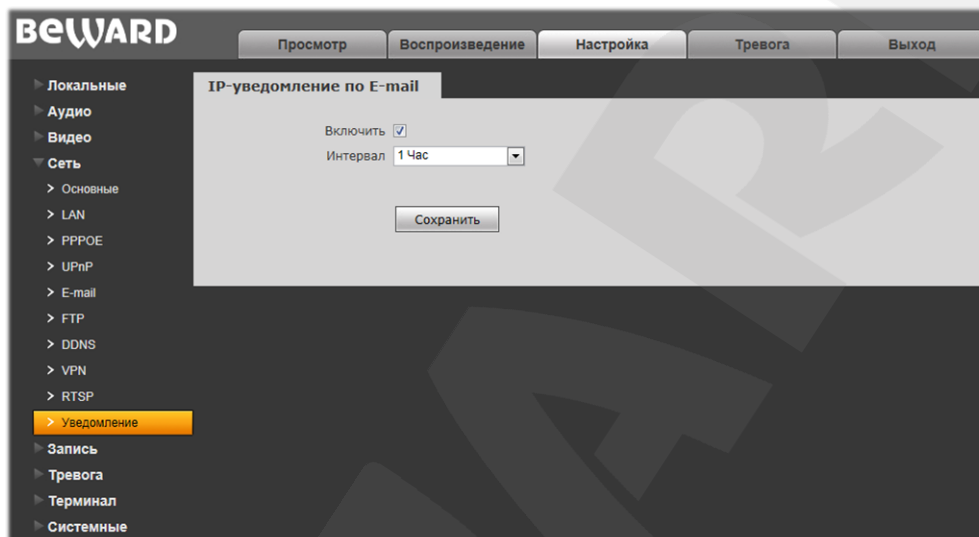 BEWARD
Просмотр
Воспроизведение
Настройка
Тревога
Выход
Локальные
Аудио
Видео
Сеть
Основные
LAN
PPPOE
UPnP
E-mail
FTP
DDNS
VPN
RTSP
Уведомление
Запись
Тревога
Терминал
Системные
IP-уведомление по E-mail
Включить
Интервал 1 Час
Сохранить